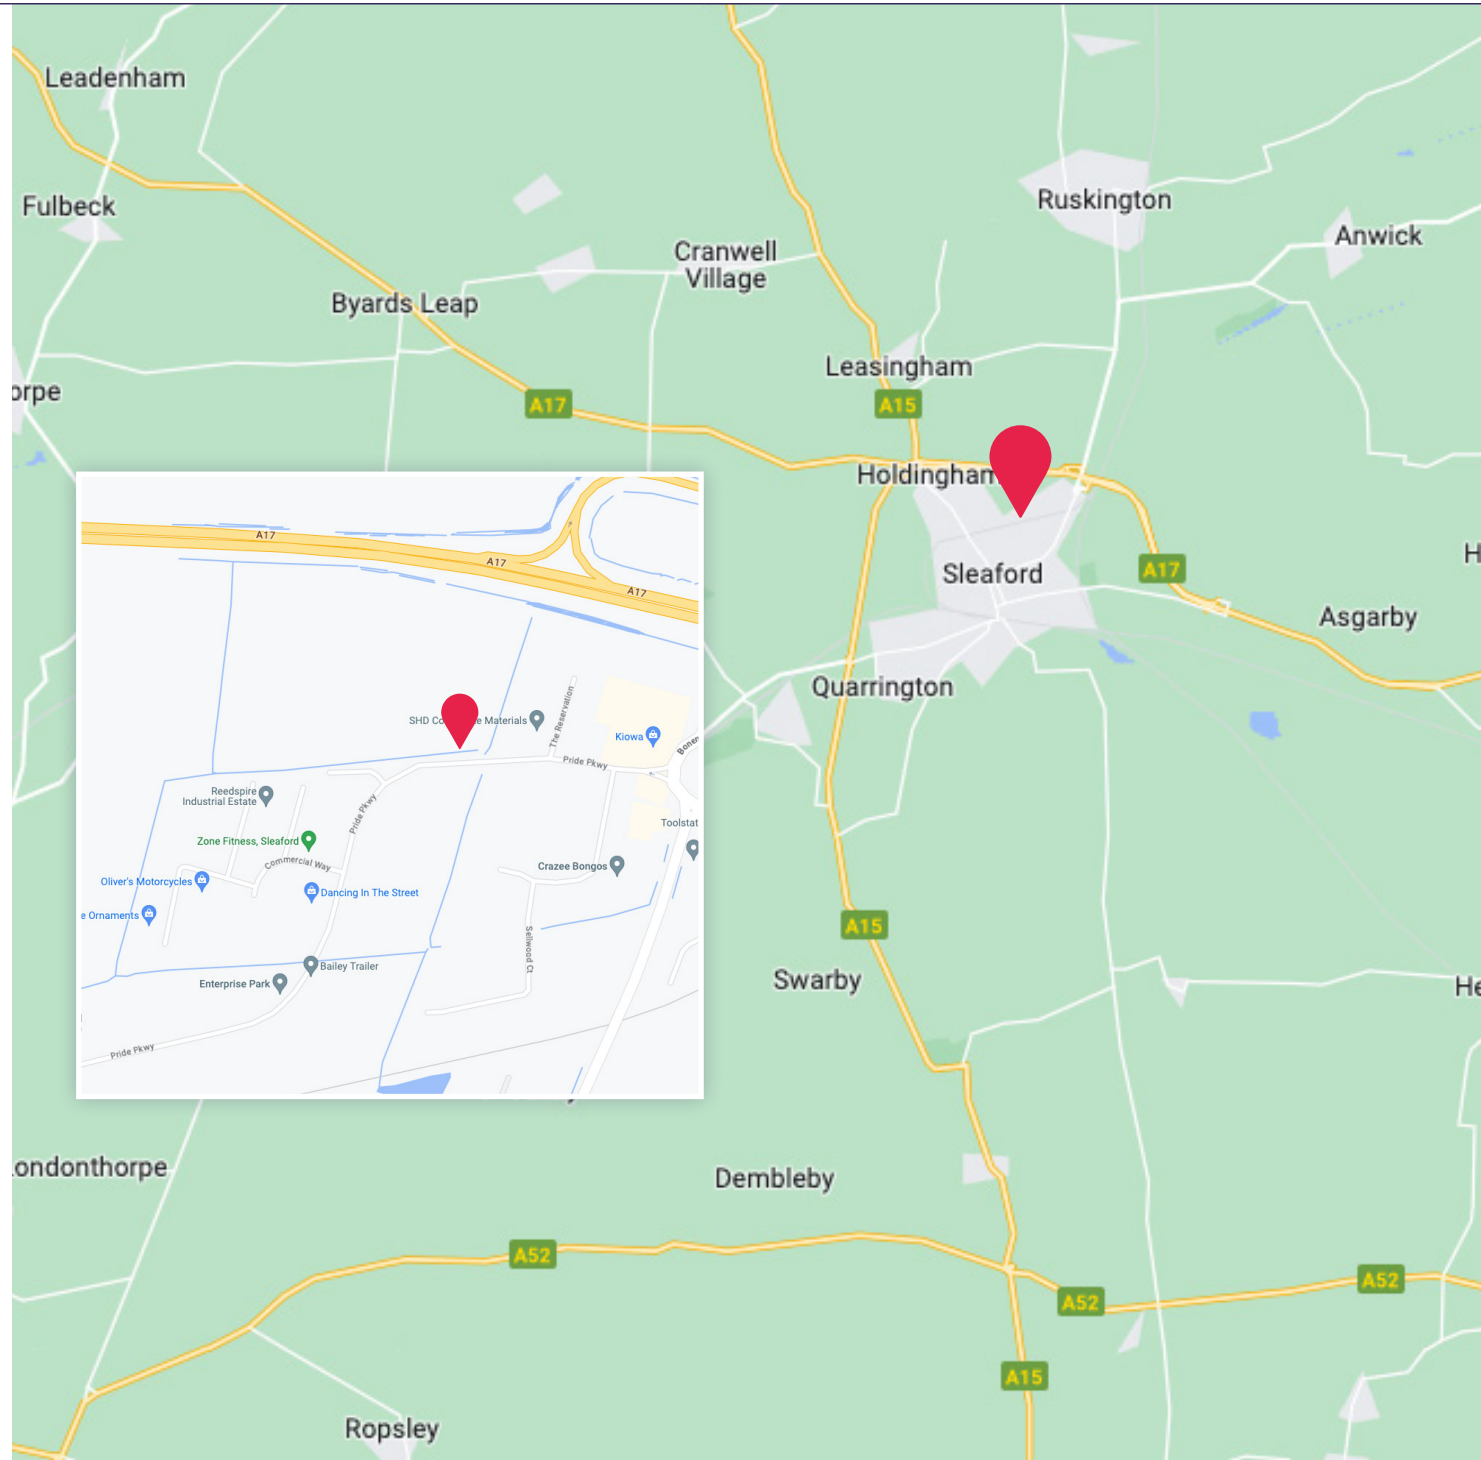 Leadenham
Fulbeck
Ruskington
Anwick
Cranwell
Village
Byards Leap
Leasingham
orpe
A17
A15
Holdingham
Sleaford
A17
H
Asgarby
Quarrington
A15
Swarby
He
ondonthorpe
Dembleby
A52
A52
A52
A15
Ropsley
A17
A17
A17
The Reservation
SHD Co e Materials
Kiowa
Boner
Pride Pkwy
Reedspire
Industrial Estate
Pride Pkwy
Toolstat
Zone Fitness, Sleaford
Commercial Way
Crazee Bongos
Oliver's Motorcycles
Dancing In The Street
e Ornaments
Sellwood Ct
Bailey Trailer
Enterprise Park
Pride Pkwy